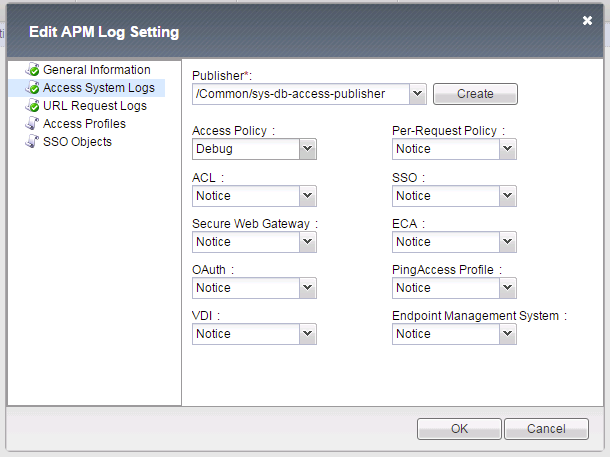 Edit APM Log Setting
General Information
Access System Logs
URL Request Logs
Access Profiles
SSO Objects
Publisher*:
/Common/sys-db-access-publisher
Create
Access Policy : Per-Request Policy :
Debug Notice
ACL : SSO :
Notice Notice
Secure Web Gateway : ECA :
Notice Notice
OAuth : PingAccess Profile :
Notice Notice
VDI : Endpoint Management System :
Notice Notice
OK Cancel